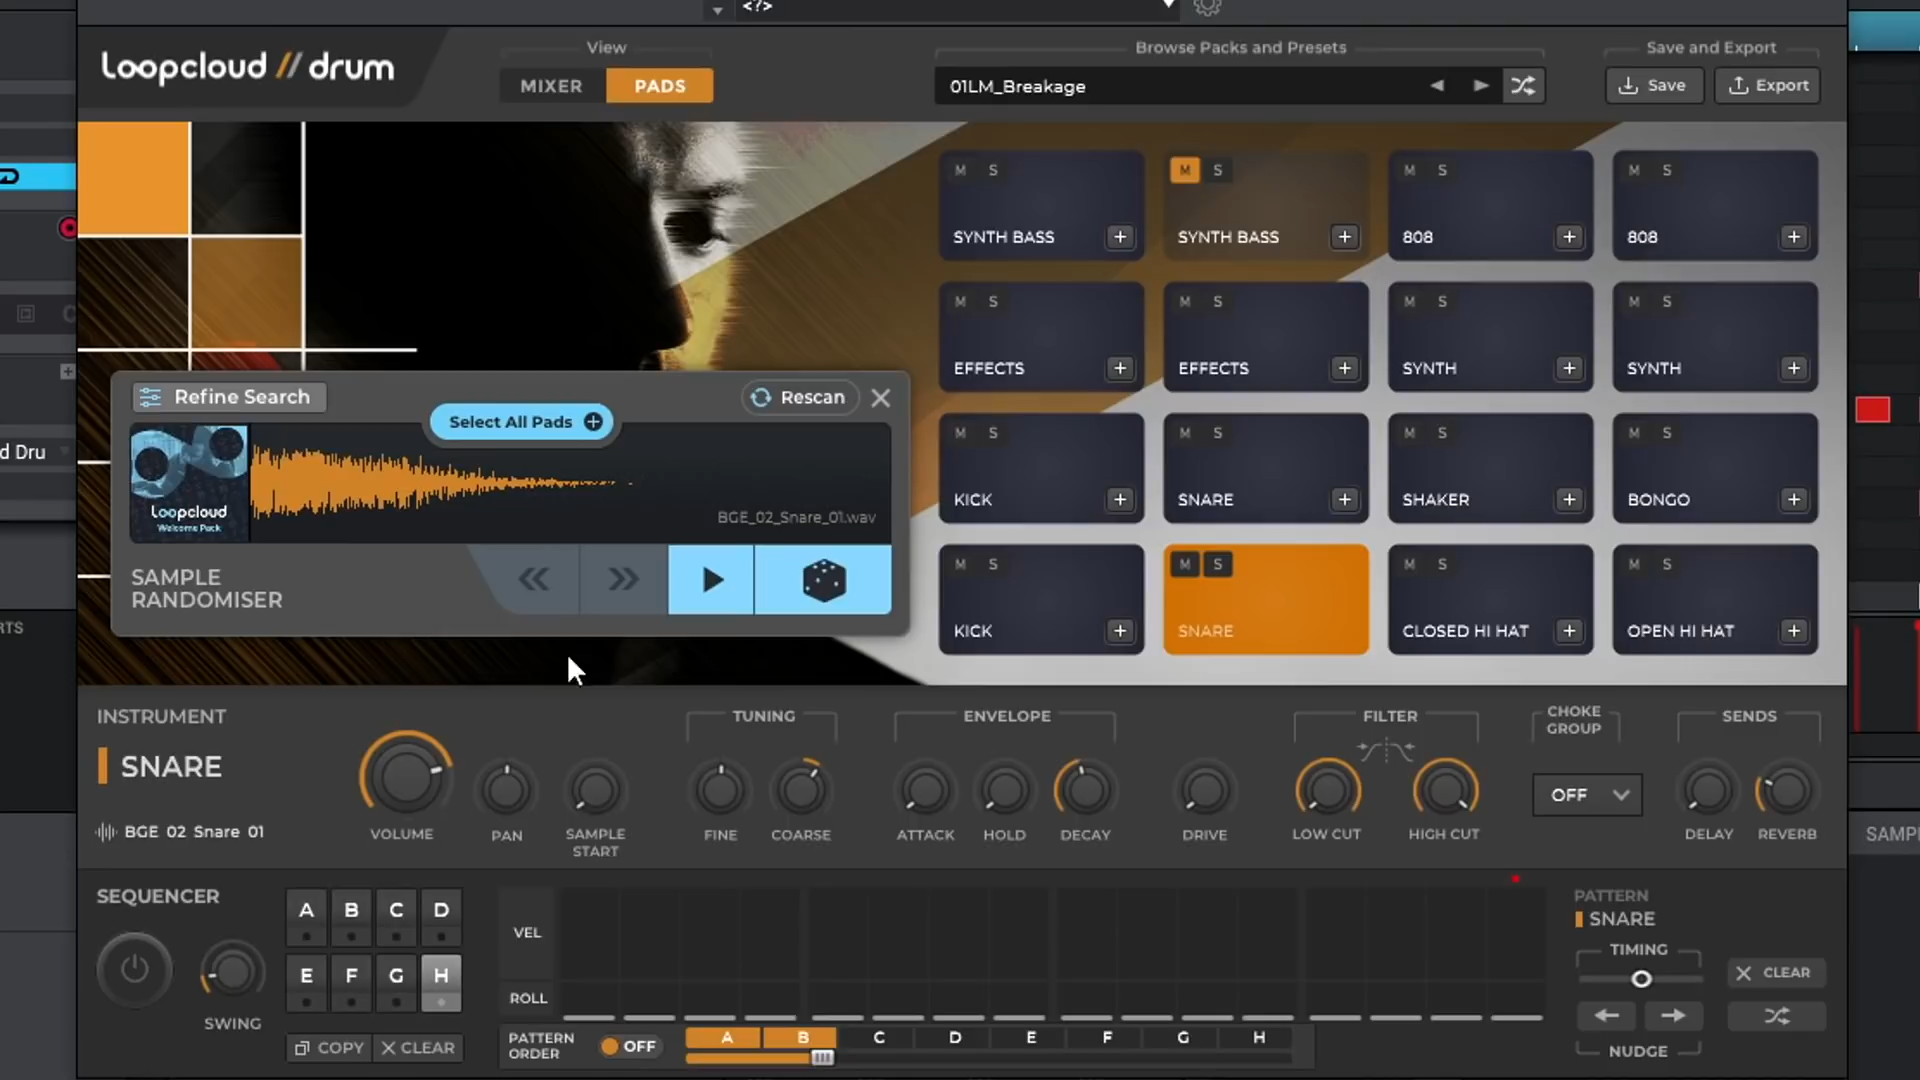 <?>
Loopcloud // drum
View
MIXER
PADS
Browse Packs and Presets
01LM_Breakage
Save and Export
Save
Export
M S
SYNTH BASS
M S
SYNTH BASS
M S
808
M S
808
M S
EFFECTS
M S
EFFECTS
M S
SYNTH
M S
SYNTH
M S
KICK
M S
SNARE
M S
SHAKER
M S
BONGO
M S
KICK
M S
SNARE
M S
CLOSED HI HAT
M S
OPEN HI HAT
Refine Search
Select All Pads
Rescan
Loopcloud
Welcome Pack
BGE_02_Snare_01.wav
SAMPLE
RANDOMISER
d Dru
RTS
INSTRUMENT
SNARE
BGE 02 Snare 01
VOLUME
PAN
SAMPLE
START
TUNING
FINE
COARSE
ENVELOPE
ATTACK
HOLD
DECAY
DRIVE
FILTER
LOW CUT
HIGH CUT
CHOKE
GROUP
OFF
SENDS
DELAY
REVERB
SAMP
SEQUENCER
SWING
A B C D
E F G H
COPY
CLEAR
VEL
ROLL
PATTERN
ORDER
OFF
A B C D E F G H
PATTERN
SNARE
TIMING
CLEAR
NUDGE